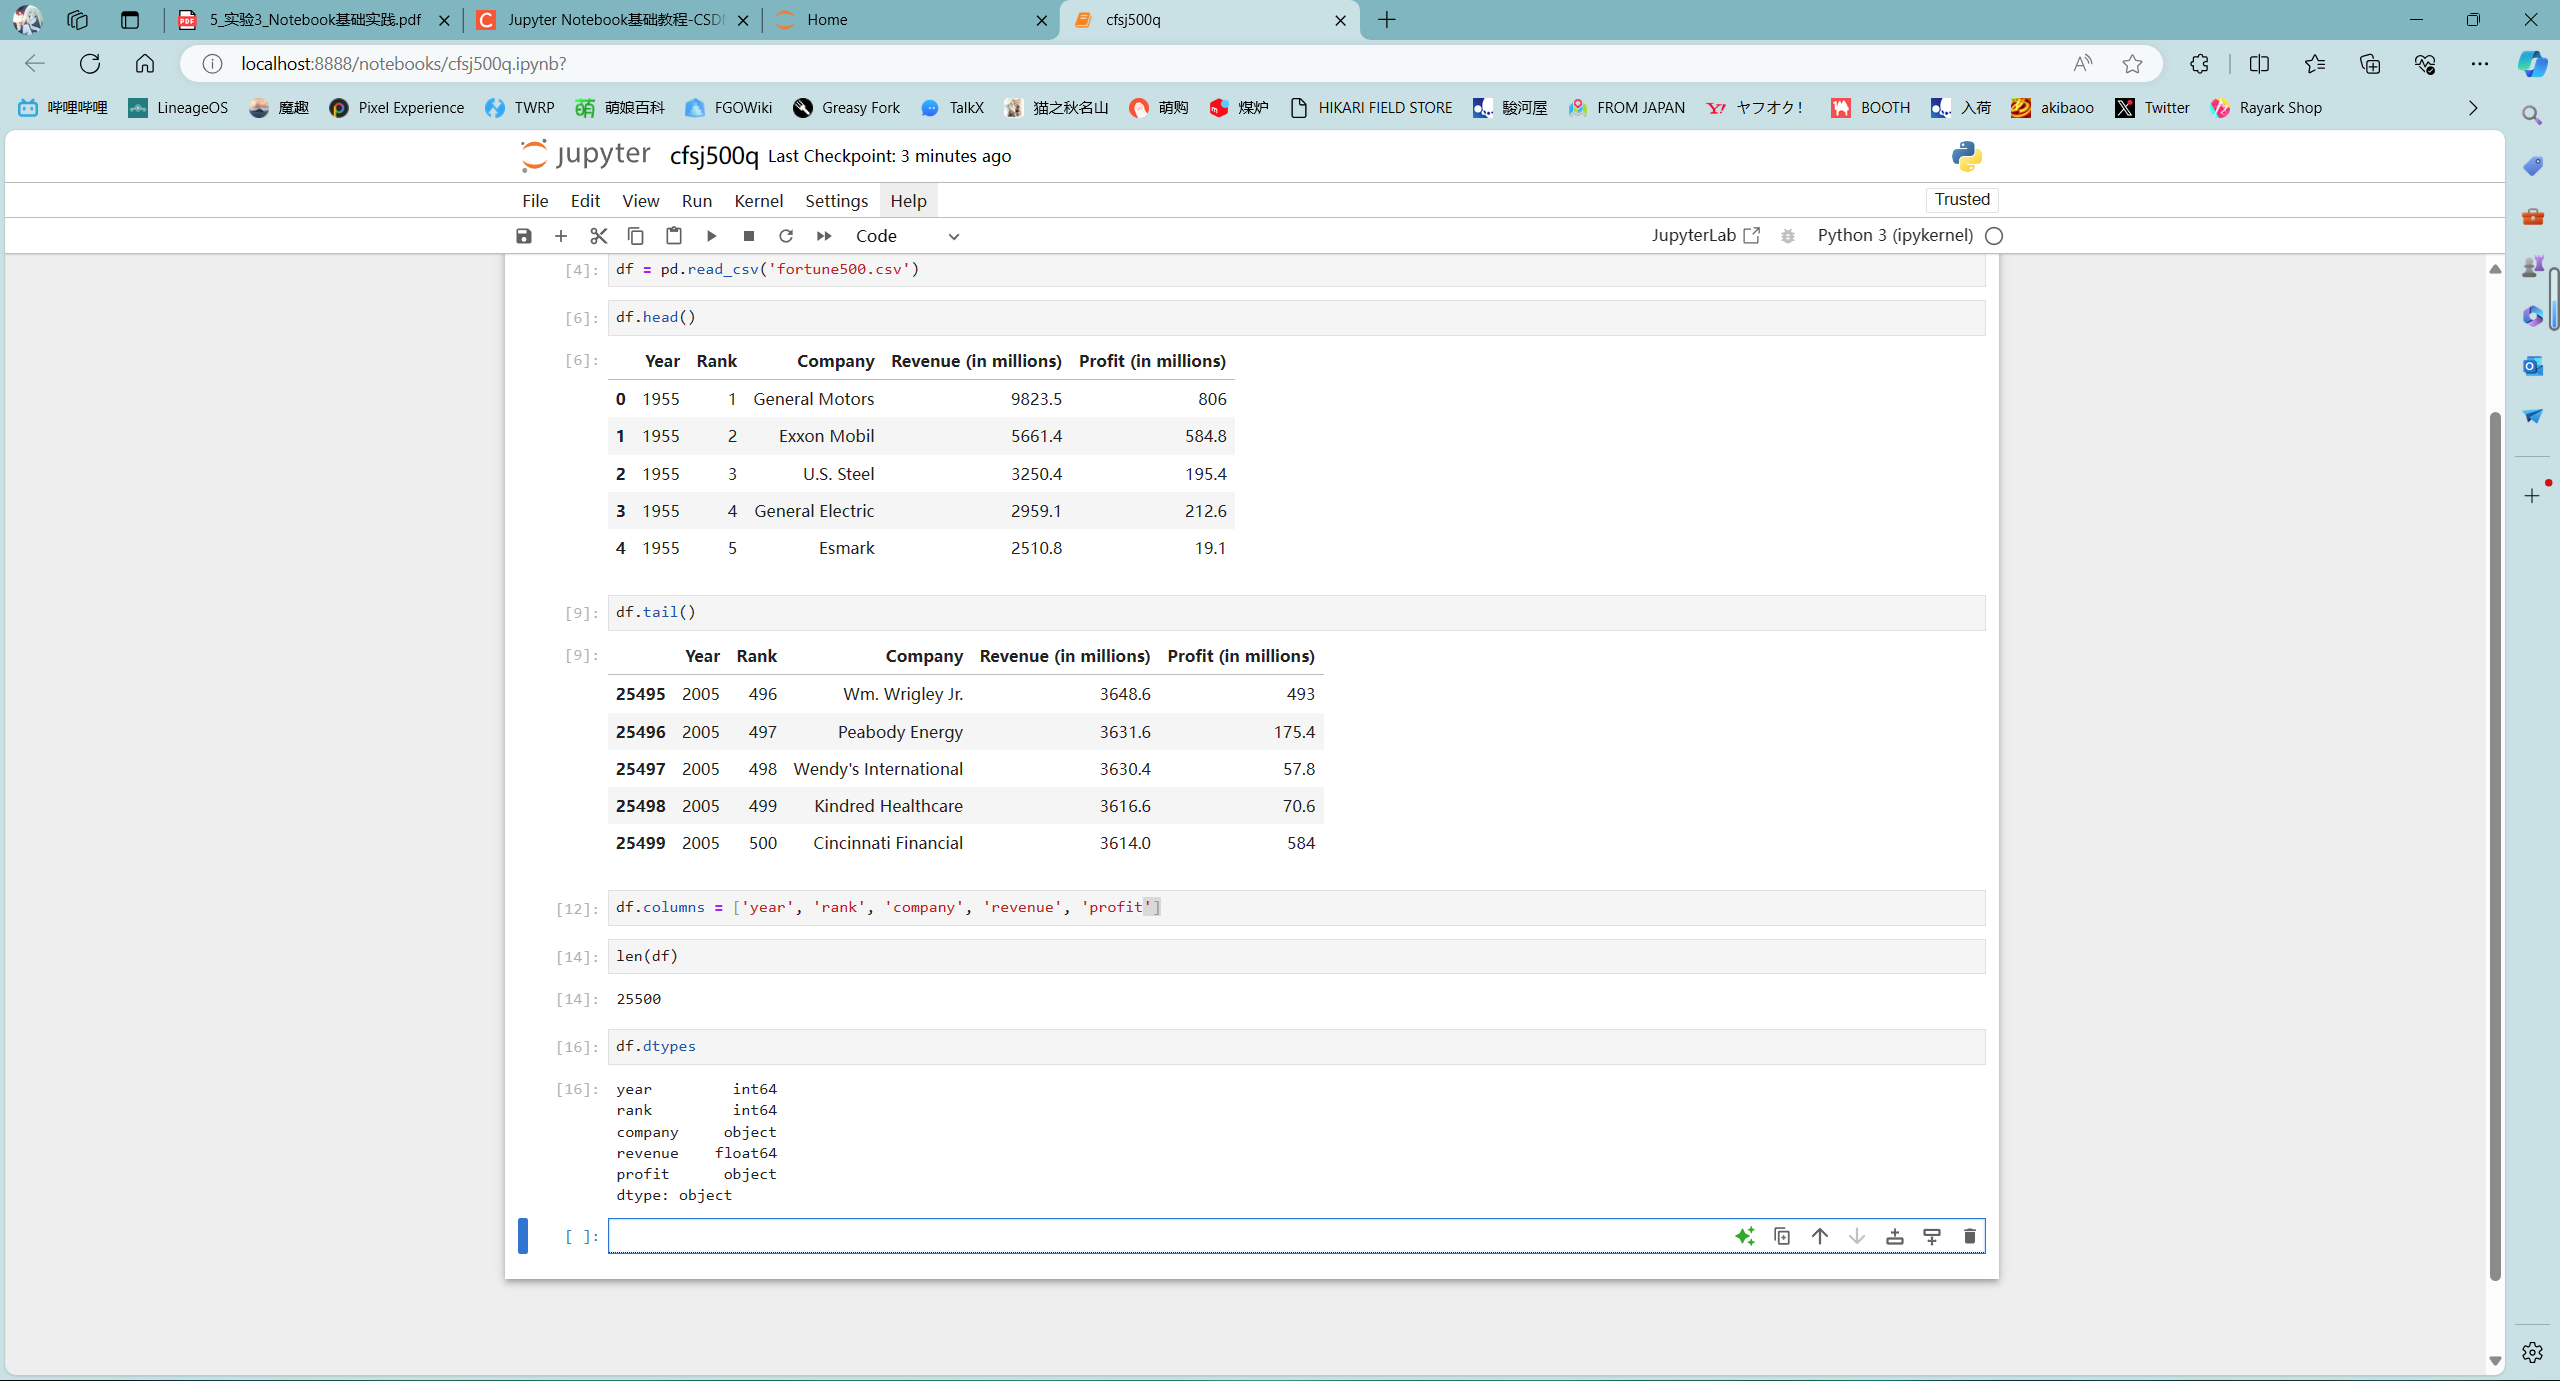 5_实验3_Notebook基础实践.pdf
Jupyter Notebook基础教程-CSD
Home
cfsj500q
localhost:8888/notebooks/cfsj500q.ipynb?
哔哩哔哩 LineageOS 魔趣 Pixel Experience TWRP 萌娘百科 FGOWiki Greasy Fork TalkX 猫之秋名山 萌购 煤炉 HIKARI FIELD STORE 駿河屋 FROM JAPAN ヤフオク! BOOTH 入荷 akibaoo Twitter Rayark Shop
jupyter cfsj500q Last Checkpoint: 3 minutes ago
File Edit View Run Kernel Settings Help Trusted
Code JupyterLab Python 3 (ipykernel)
[4]: df = pd.read_csv('fortune500.csv')
[6]: df.head()
[6]: Year Rank Company Revenue (in millions) Profit (in millions)
0 1955 1 General Motors 9823.5 806
1 1955 2 Exxon Mobil 5661.4 584.8
2 1955 3 U.S. Steel 3250.4 195.4
3 1955 4 General Electric 2959.1 212.6
4 1955 5 Esmark 2510.8 19.1
[9]: df.tail()
[9]: Year Rank Company Revenue (in millions) Profit (in millions)
25495 2005 496 Wm. Wrigley Jr. 3648.6 493
25496 2005 497 Peabody Energy 3631.6 175.4
25497 2005 498 Wendy's International 3630.4 57.8
25498 2005 499 Kindred Healthcare 3616.6 70.6
25499 2005 500 Cincinnati Financial 3614.0 584
[12]: df.columns = ['year', 'rank', 'company', 'revenue', 'profit']
[14]: len(df)
[14]: 25500
[16]: df.dtypes
[16]: year int64
rank int64
company object
revenue float64
profit object
dtype: object
[ ]: